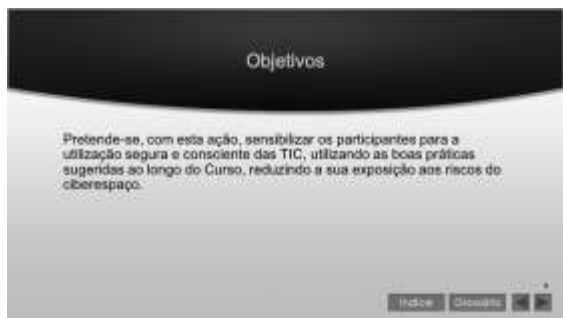 Objetivos
Pretende-se, com esta ação, sensibilizar os participantes para a
utilização segura e consciente das TIC, utilizando as boas práticas
sugeridas ao longo do Curso, reduzindo a sua exposição aos riscos do
ciberespaço.
Indice Glossário